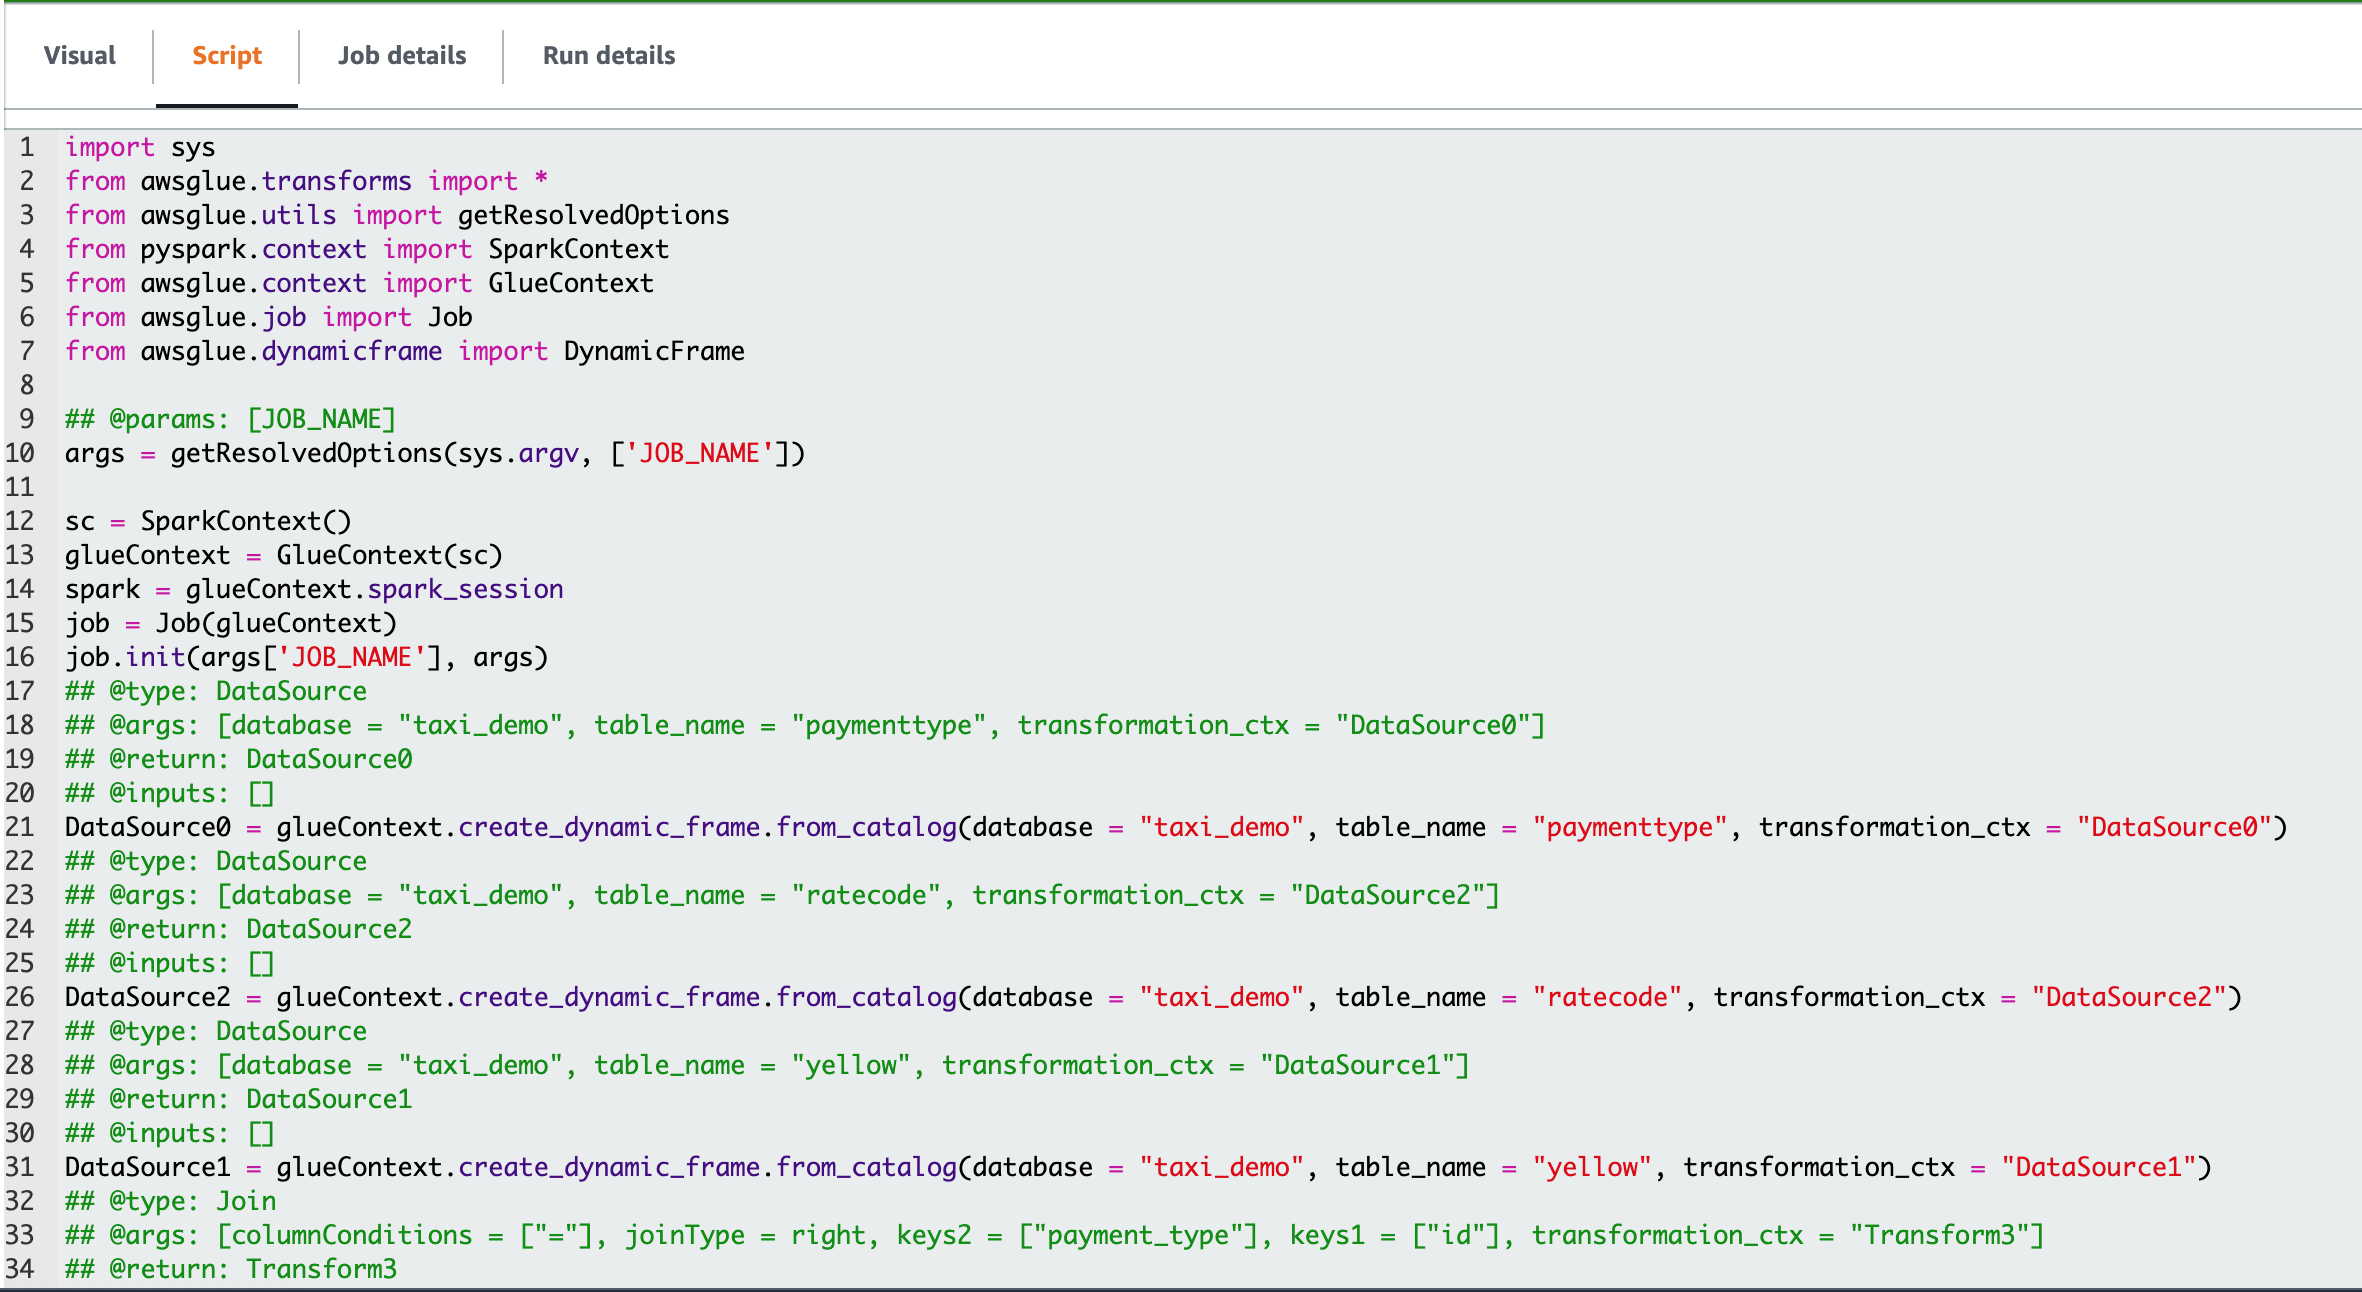 Visual Script Job details Run details
1 import sys
2 from awsglue.transforms import *
3 from awsglue.utils import getResolvedOptions
4 from pyspark.context import SparkContext
5 from awsglue.context import GlueContext
6 from awsglue.job import Job
7 from awsglue.dynamicframe import DynamicFrame
8
9 ## @params: [JOB_NAME]
10 args = getResolvedOptions(sys.argv, ['JOB_NAME'])
11
12 sc = SparkContext()
13 glueContext = GlueContext(sc)
14 spark = glueContext.spark_session
15 job = Job(glueContext)
16 job.init(args['JOB_NAME'], args)
17 ## @type: DataSource
18 ## @args: [database = "taxi_demo", table_name = "paymenttype", transformation_ctx = "DataSource0"]
19 ## @return: DataSource0
20 ## @inputs: []
21 DataSource0 = glueContext.create_dynamic_frame.from_catalog(database = "taxi_demo", table_name = "paymenttype", transformation_ctx = "DataSource0")
22 ## @type: DataSource
23 ## @args: [database = "taxi_demo", table_name = "ratecode", transformation_ctx = "DataSource2"]
24 ## @return: DataSource2
25 ## @inputs: []
26 DataSource2 = glueContext.create_dynamic_frame.from_catalog(database = "taxi_demo", table_name = "ratecode", transformation_ctx = "DataSource2")
27 ## @type: DataSource
28 ## @args: [database = "taxi_demo", table_name = "yellow", transformation_ctx = "DataSource1"]
29 ## @return: DataSource1
30 ## @inputs: []
31 DataSource1 = glueContext.create_dynamic_frame.from_catalog(database = "taxi_demo", table_name = "yellow", transformation_ctx = "DataSource1")
32 ## @type: Join
33 ## @args: [columnConditions = ["="], joinType = right, keys2 = ["payment_type"], keys1 = ["id"], transformation_ctx = "Transform3"]
34 ## @return: Transform3